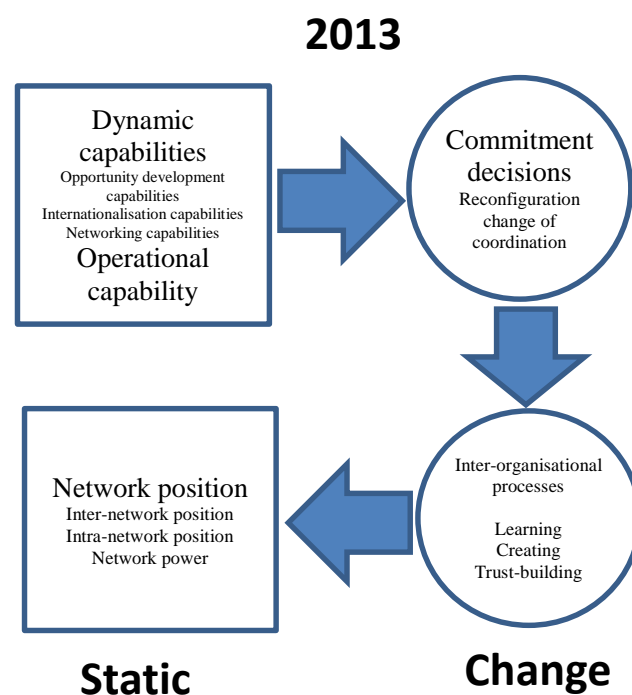 2013
Dynamic
capabilities
Opportunity development
capabilities
Internationalisation capabilities
Networking capabilities
Operational
capability
Commitment
decisions
Reconfiguration
change of
coordination
Network position
Inter-network position
Intra-network position
Network power
Inter-organisational
processes
Learning
Creating
Trust-building
Static
Change